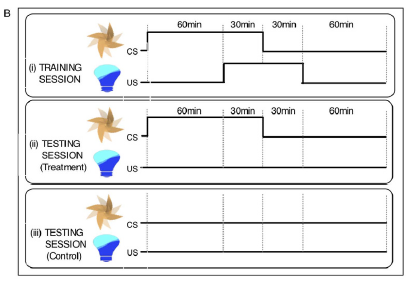 B
60min 30min 30min 60min
CS
(i) TRAINING
SESSION
US
60min 30min 30min 60min
CS
(ii) TESTING
SESSION
(Treatment)
US
CS
(iii) TESTING
SESSION
(Control)
US